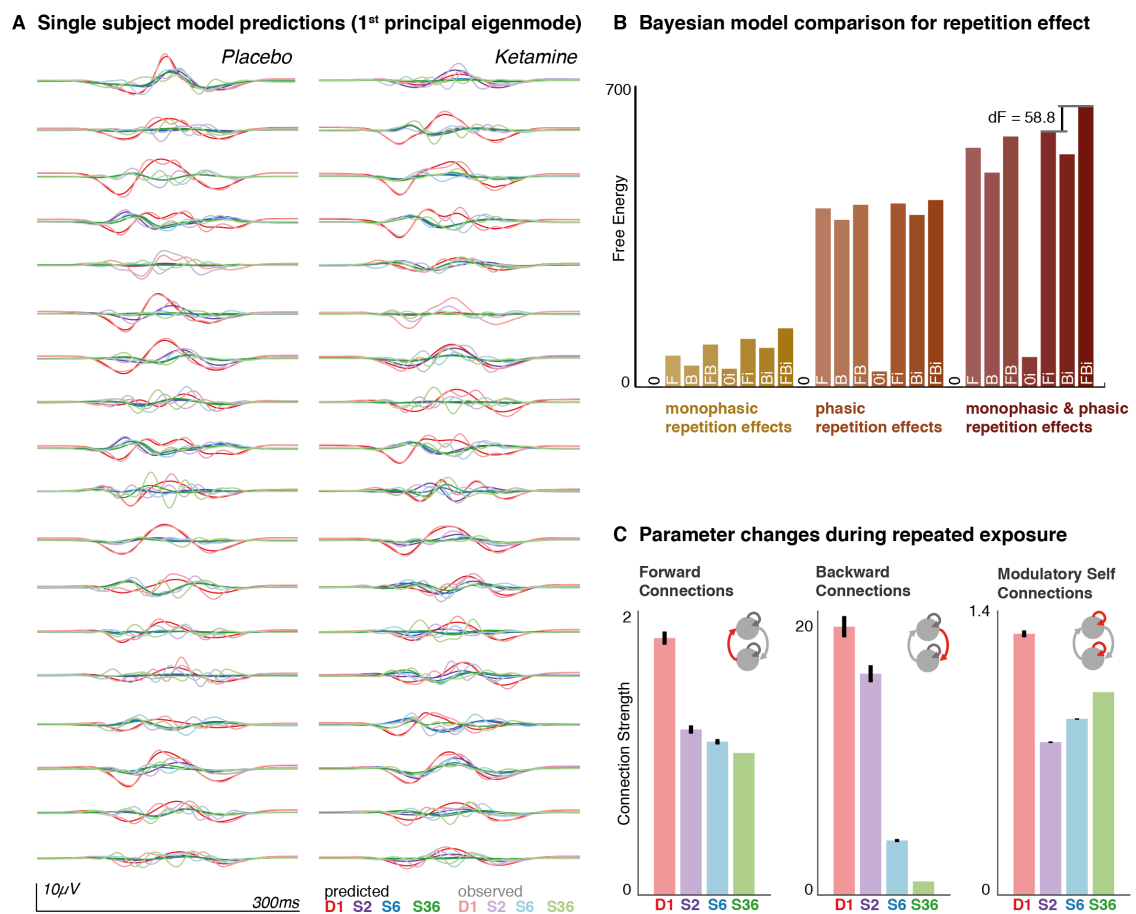 A Single subject model predictions (1st principal eigenmode)
Placebo
Ketamine
10µV
300ms
predicted
D1 S2 S6 S36
observed
D1 S2 S6 S36
B Bayesian model comparison for repetition effect
700
Free Energy
0
dF = 58.8
0 F B FB 0i Fi Bi FBi
0 F B FB 0i Fi Bi FBi
0 F B FB 0i Fi Bi FBi
monophasic
repetition effects
phasic
repetition effects
monophasic & phasic
repetition effects
C Parameter changes during repeated exposure
Forward
Connections
2
Connection Strength
0
D1 S2 S6 S36
Backward
Connections
20
0
D1 S2 S6 S36
Modulatory Self
Connections
1.4
0
D1 S2 S6 S36